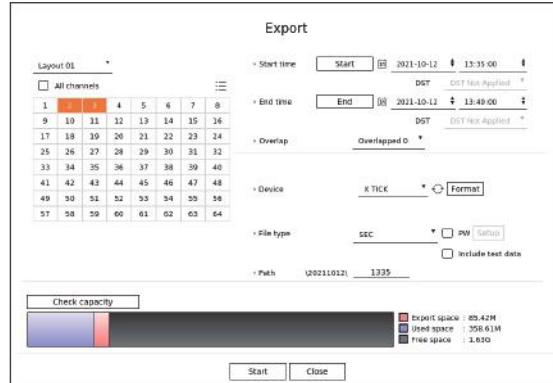 Export
Layout 01
All channels
1 2 3 4 5 6 7 8
9 10 11 12 13 14 15 16
17 18 19 20 21 22 23 24
25 26 27 28 29 30 31 32
33 34 35 36 37 38 39 40
41 42 43 44 45 46 47 48
49 50 51 52 53 54 55 56
57 58 59 60 61 62 63 64
Start time Start 2021-10-12 13:35:00
DST DST Not Applied
End time End 2021-10-12 13:40:00
DST DST Not Applied
Overlap Overlapped 0
Device X TICK Format
File type SEC PW Setup
Include text data
Path \20211012\ 1335
Check capacity
Export space : 85.42M
Used space : 358.61M
Free space : 1.63G
Start Close